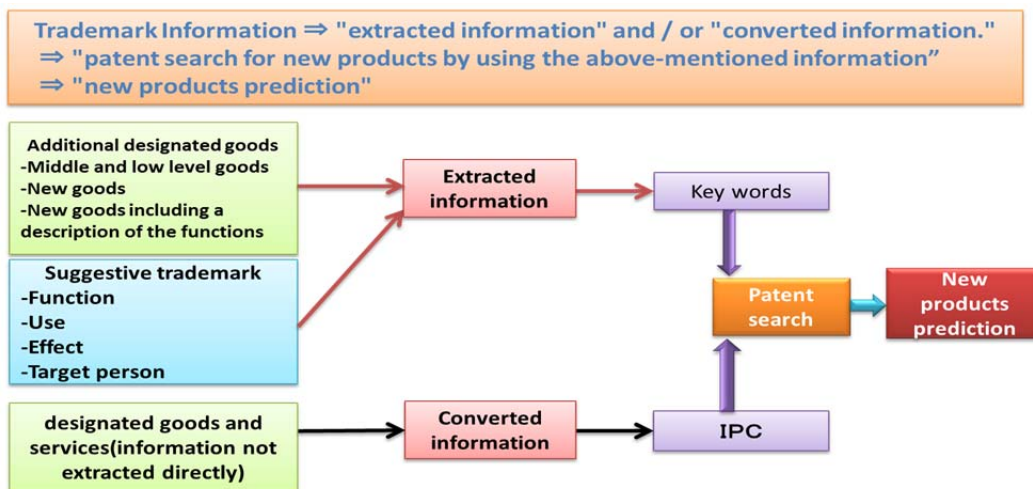 Trademark Information ⇒ "extracted information" and / or "converted information."
⇒ "patent search for new products by using the above-mentioned information”
⇒ "new products prediction"
Additional designated goods
-Middle and low level goods
-New goods
-New goods including a
description of the functions
Suggestive trademark
-Function
-Use
-Effect
-Target person
designated goods and
services(information not
extracted directly)
Extracted
information
Converted
information
Key words
IPC
Patent
search
New
products
prediction